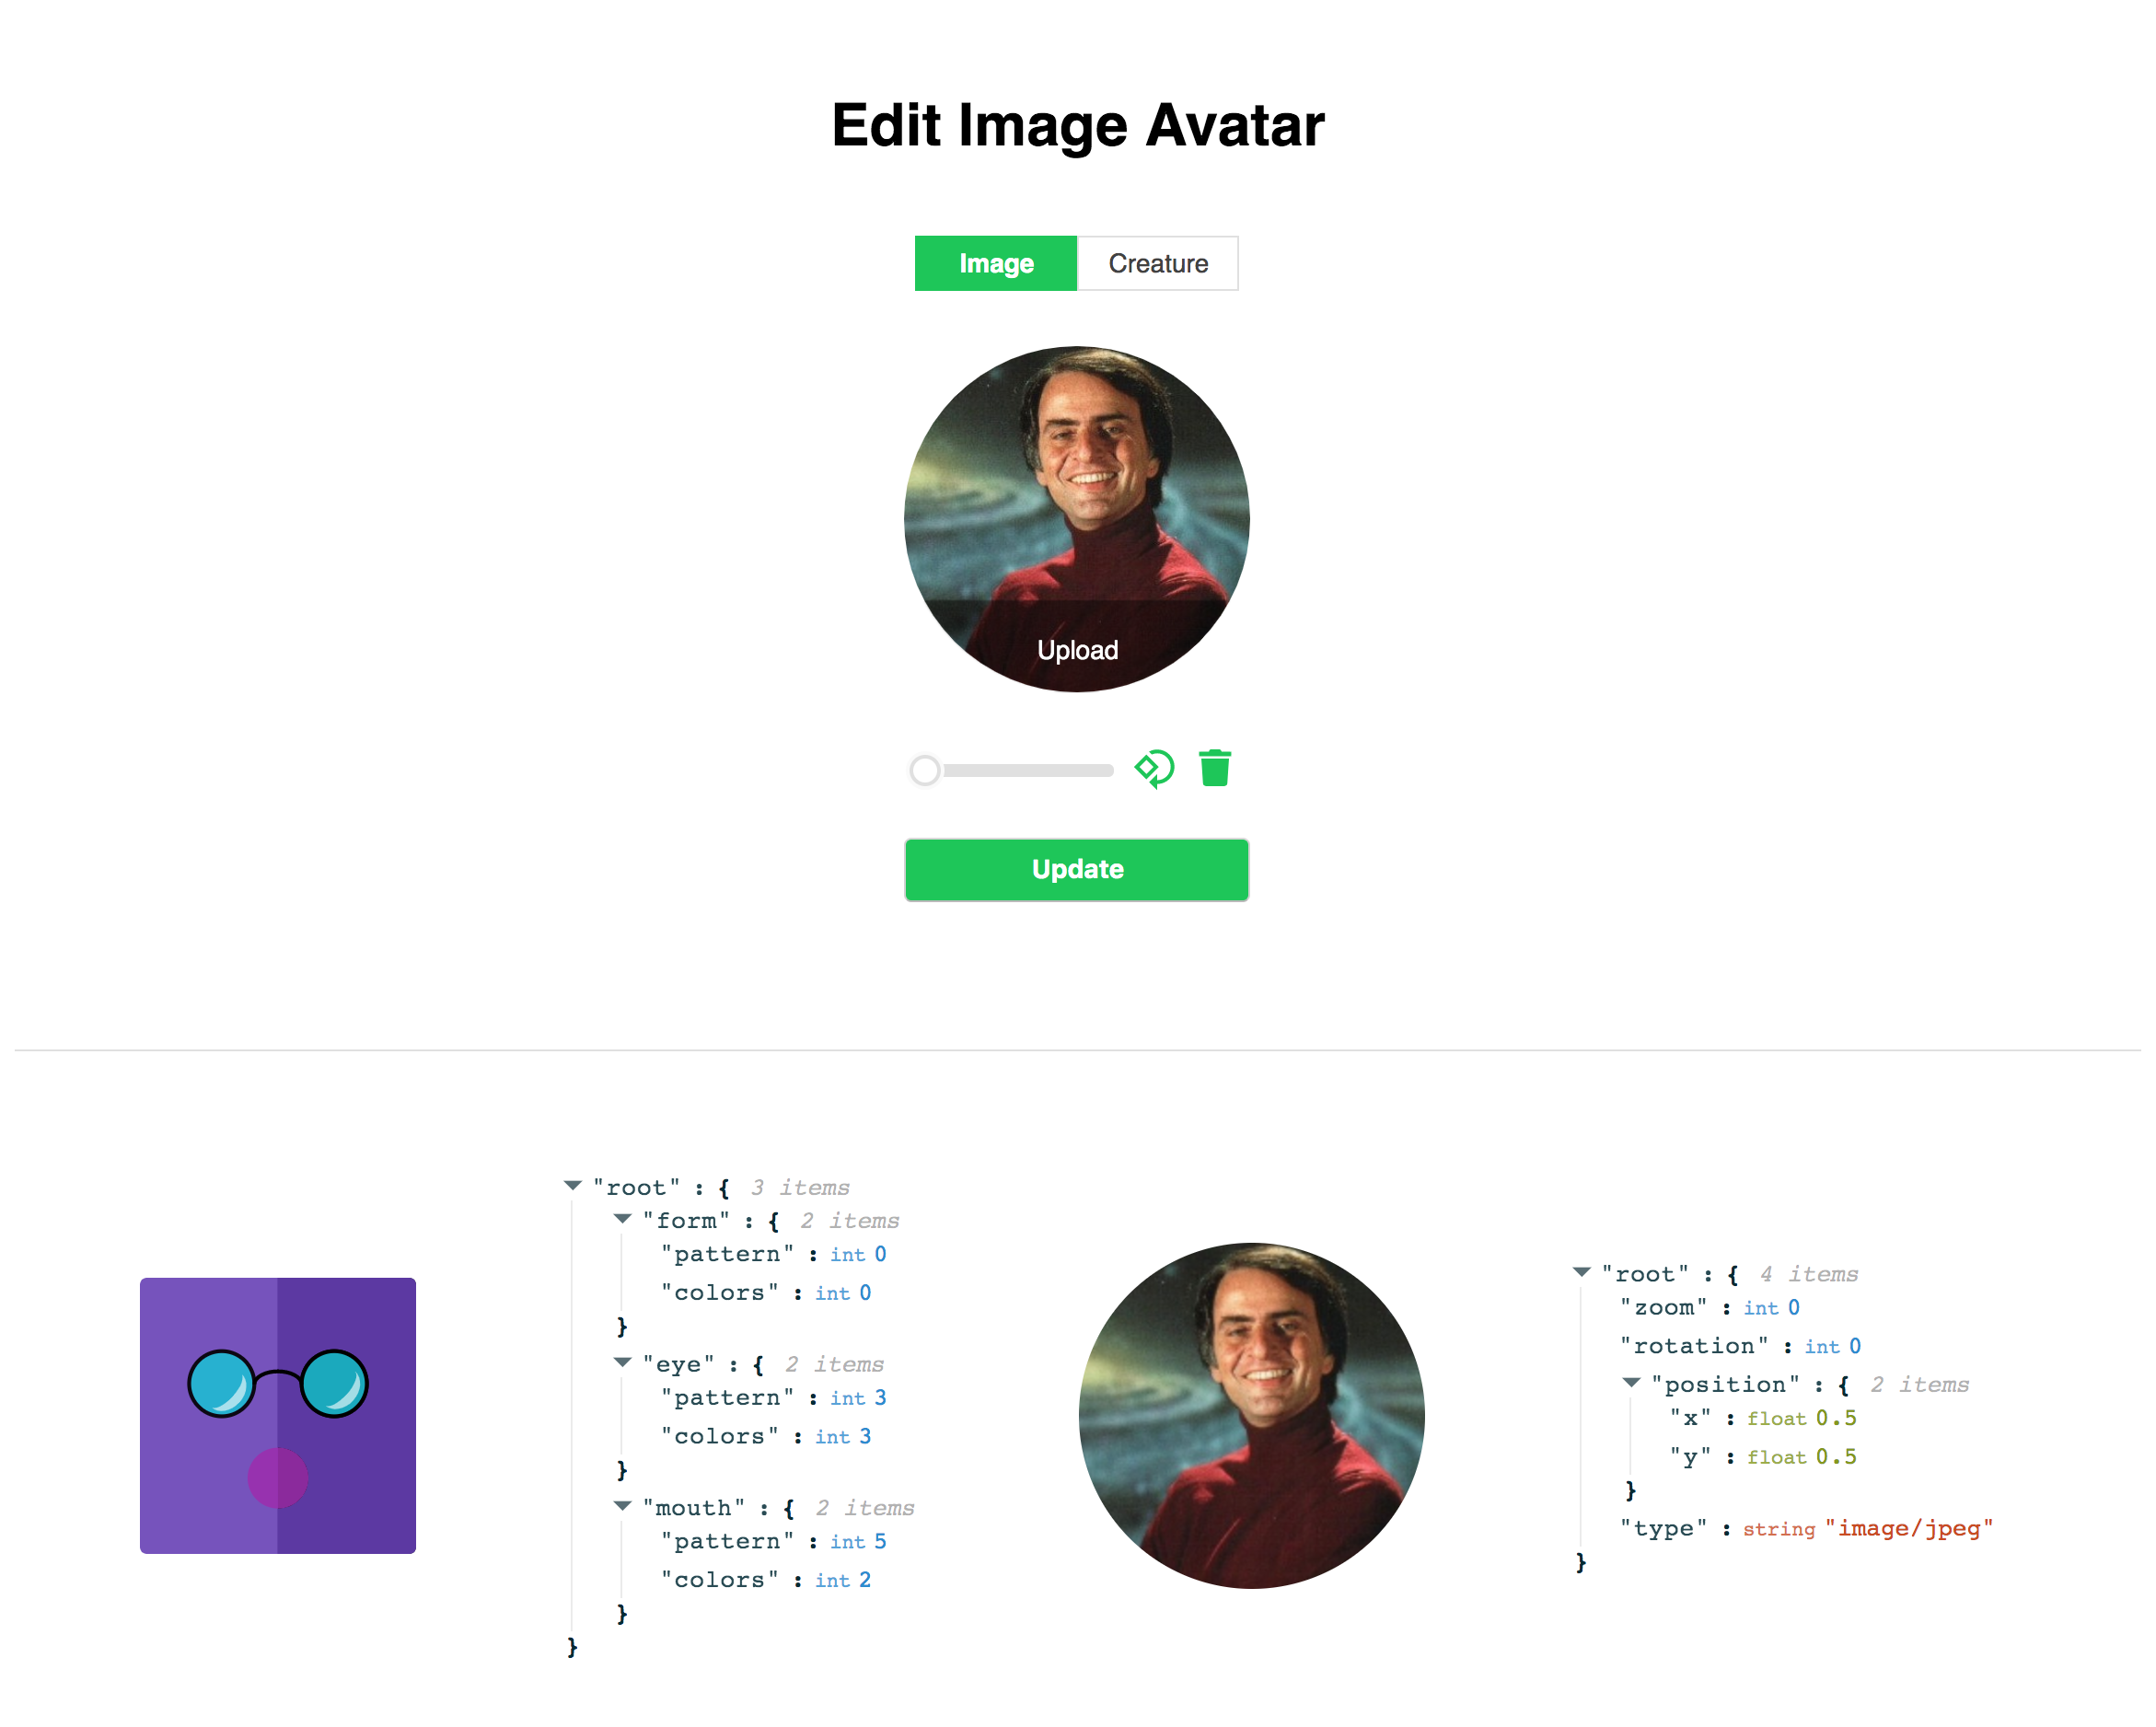 Edit Image Avatar
Image Creature
Upload
Update
"root" : { 3 items
"form" : { 2 items
"pattern" : int 0
"colors" : int 0
}
"eye" : { 2 items
"pattern" : int 3
"colors" : int 3
}
"mouth" : { 2 items
"pattern" : int 5
"colors" : int 2
}
}
"root" : { 4 items
"zoom" : int 0
"rotation" : int 0
"position" : { 2 items
"x" : float 0.5
"y" : float 0.5
}
"type" : string "image/jpeg"
}